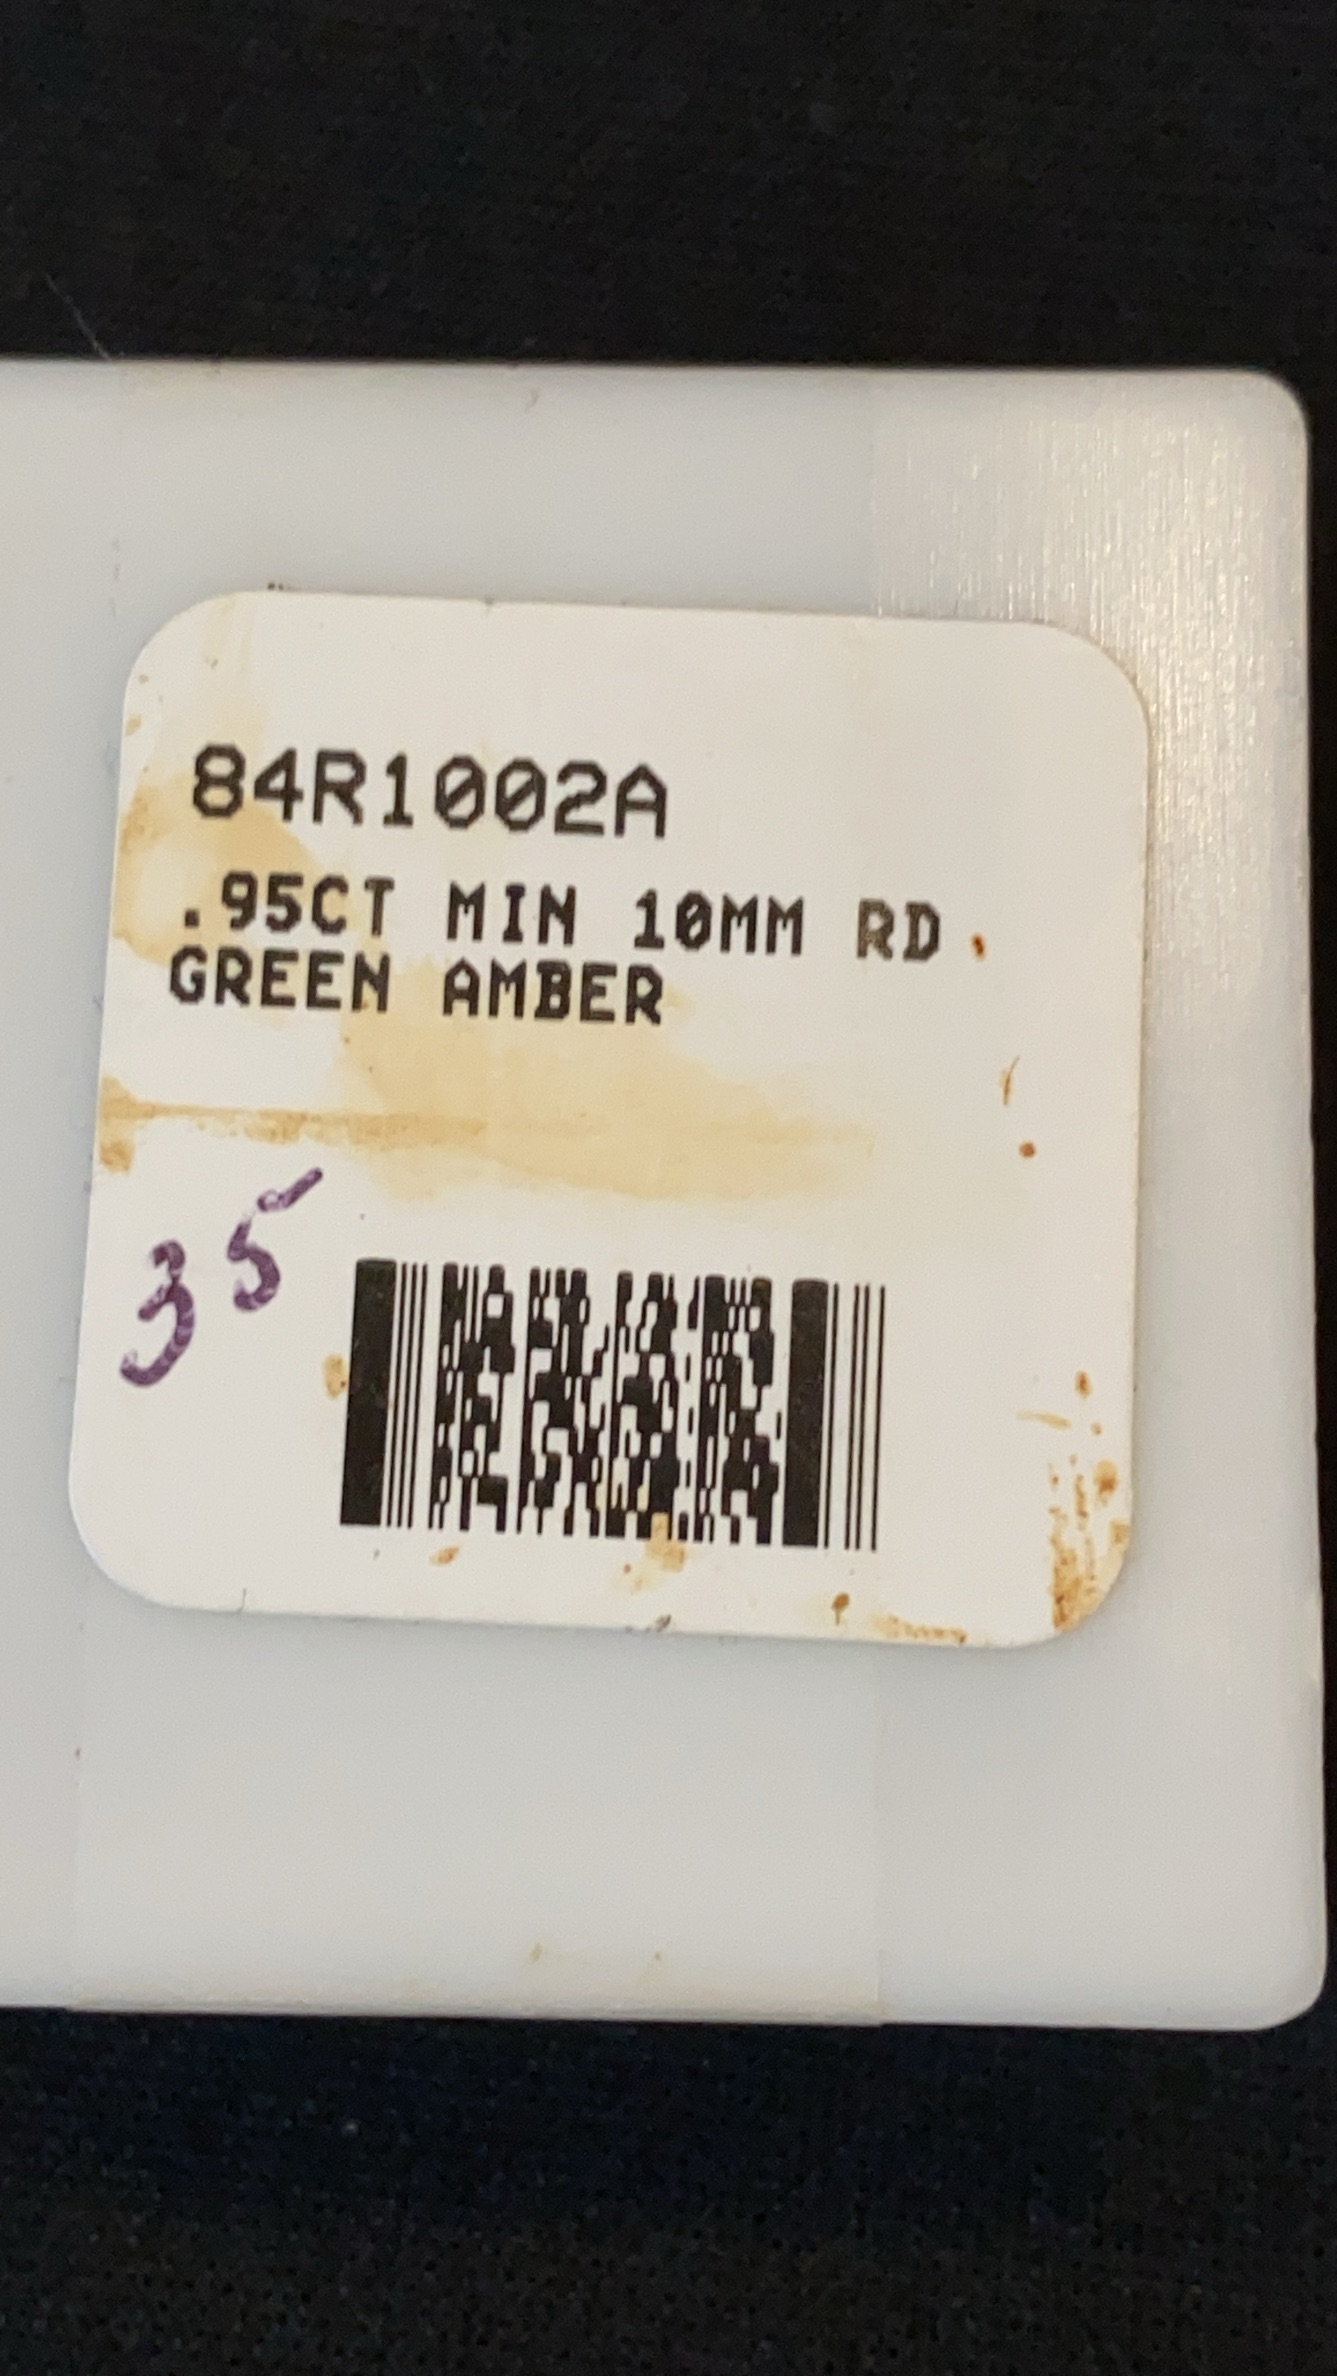 84R1002A
.95CT MIN 10MM RD
GREEN AMBER
35